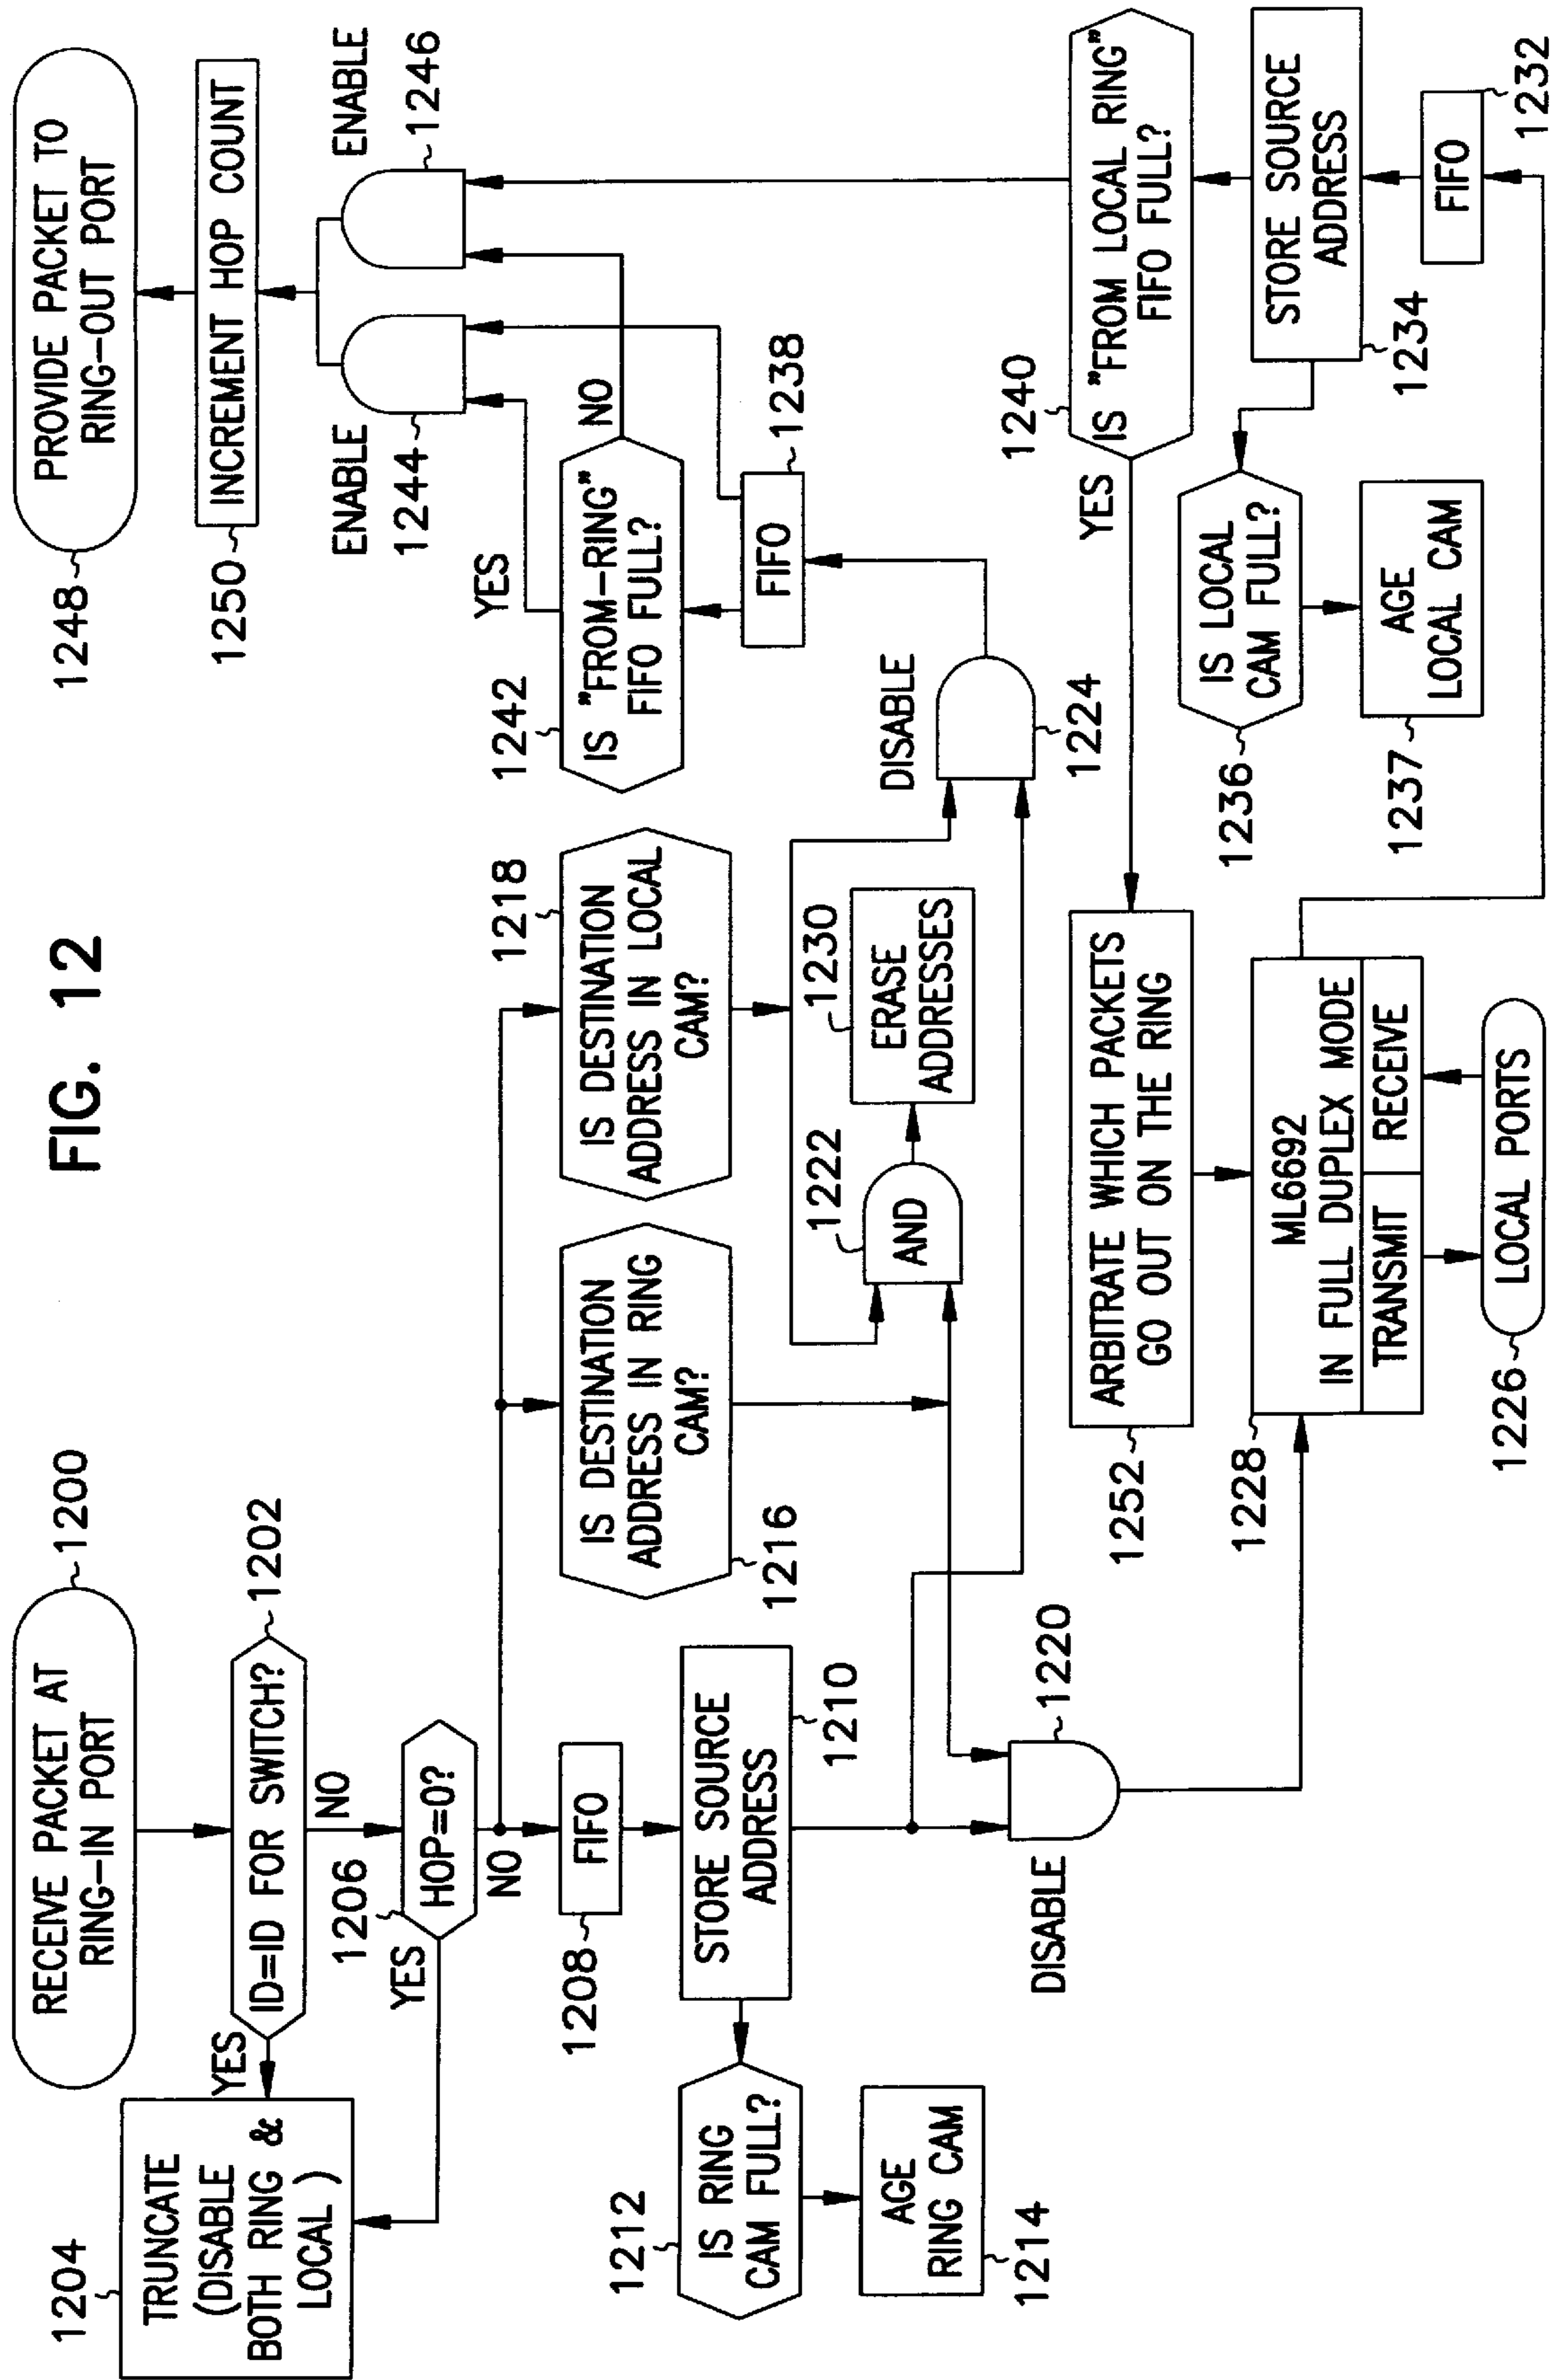 FIG. 12
RECEIVE PACKET AT
RING-IN PORT
1200
ID=ID FOR SWITCH?
1202
YES
NO
1204
TRUNCATE
(DISABLE
BOTH RING &
LOCAL )
1206
HOP=0?
YES
NO
1208
FIFO
STORE SOURCE
ADDRESS
1210
1212
IS RING
CAM FULL?
AGE
RING CAM
1214
IS DESTINATION
ADDRESS IN RING
CAM?
1216
1218
IS DESTINATION
ADDRESS IN LOCAL
CAM?
1222
AND
1230
ERASE
ADDRESSES
DISABLE
1220
DISABLE
1224
1248
PROVIDE PACKET TO
RING-OUT PORT
1250
INCREMENT HOP COUNT
ENABLE
1244
ENABLE
1246
YES
NO
1242
IS "FROM-RING"
FIFO FULL?
FIFO
1238
1240
IS "FROM LOCAL RING"
FIFO FULL?
YES
1252
ARBITRATE WHICH PACKETS
GO OUT ON THE RING
1228
ML6692
IN FULL DUPLEX MODE
TRANSMIT
RECEIVE
1226
LOCAL PORTS
1236
IS LOCAL
CAM FULL?
1237
AGE
LOCAL CAM
STORE SOURCE
ADDRESS
1234
FIFO
1232